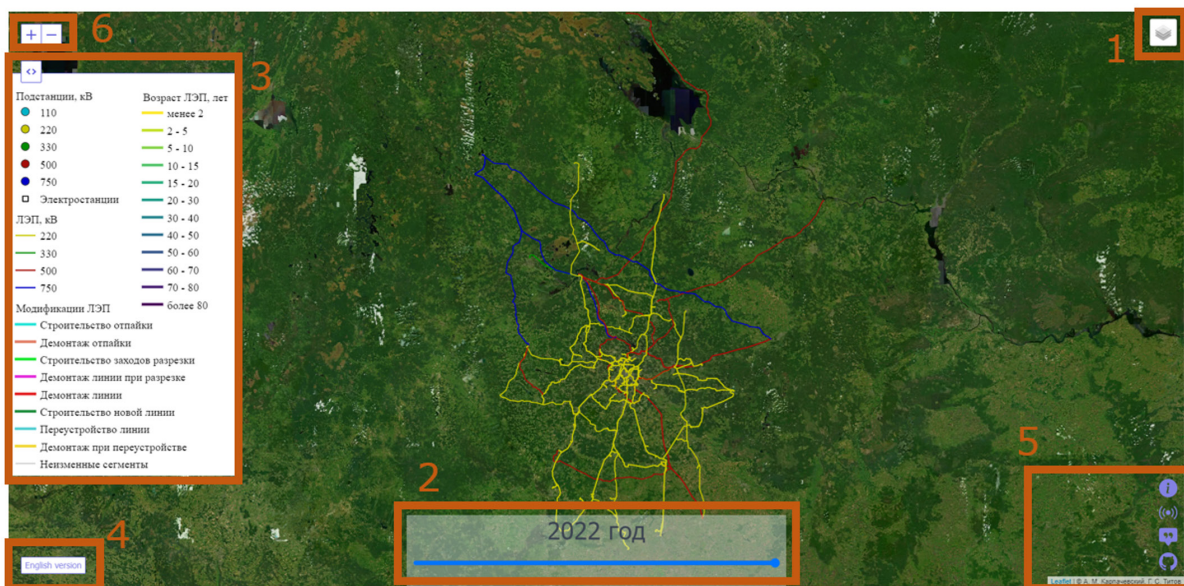 6
+ −
1
3
<>
Подстанции, кВ
110
220
330
500
750
Электростанции
ЛЭП, кВ
220
330
500
750
Возраст ЛЭП, лет
менее 2
2 - 5
5 - 10
10 - 15
15 - 20
20 - 30
30 - 40
40 - 50
50 - 60
60 - 70
70 - 80
более 80
Модификации ЛЭП
Строительство отпайки
Демонтаж отпайки
Строительство заходов разрезки
Демонтаж линии при разрезке
Демонтаж линии
Строительство новой линии
Переустройство линии
Демонтаж при переустройстве
Неизменные сегменты
2
2022 год
5
i
4
English version
Leaflet | © А. М. Карпачевский, Г. С. Титов